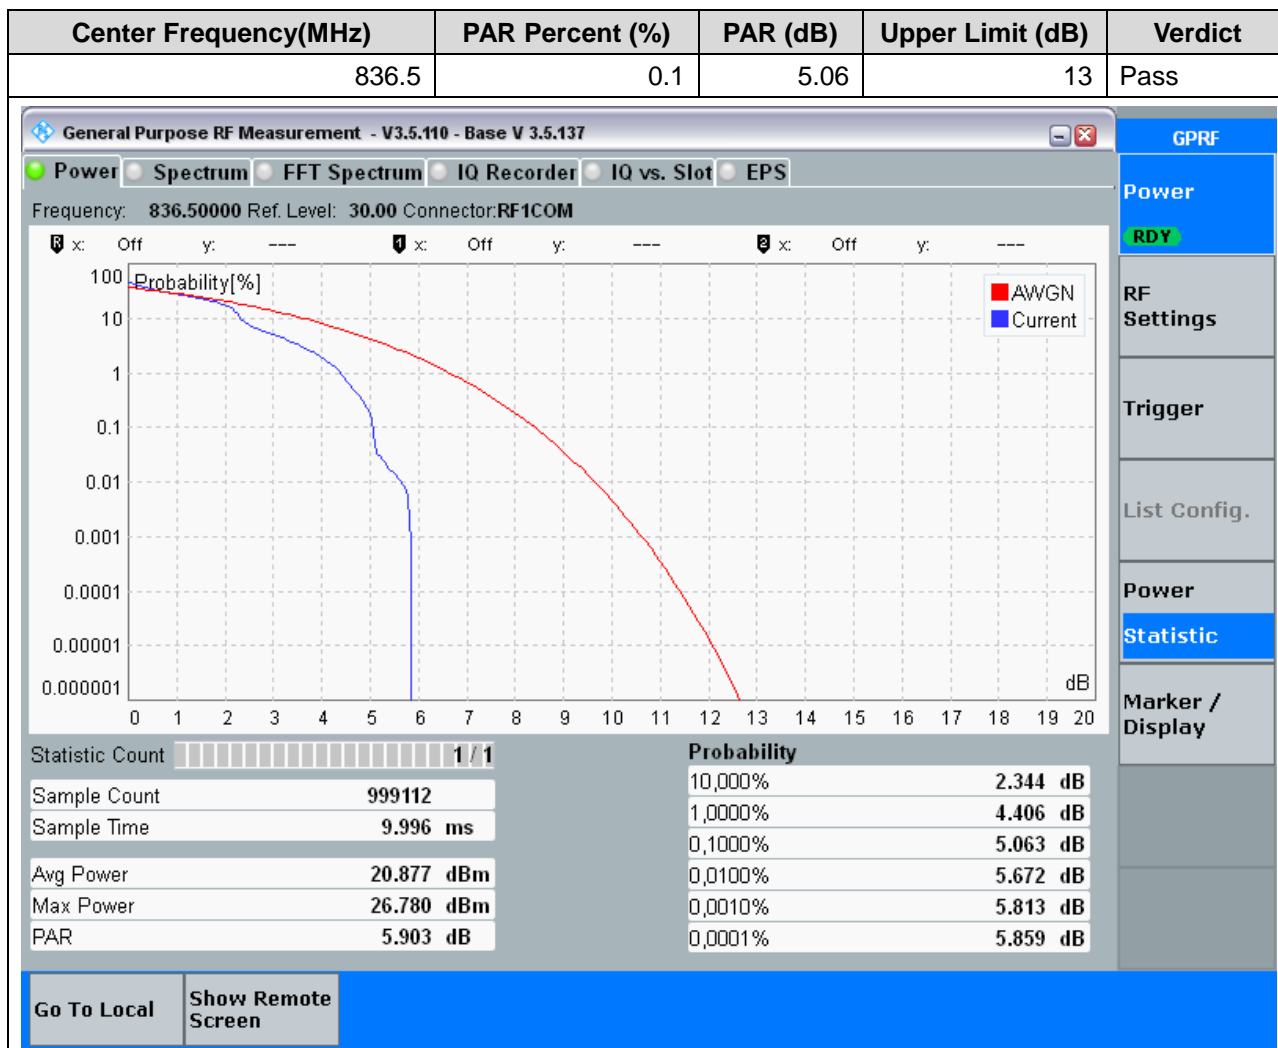 Center Frequency(MHz) PAR Percent (%) PAR (dB) Upper Limit (dB) Verdict
836.5 0.1 5.06 13 Pass
General Purpose RF Measurement - V3.5.110 - Base V 3.5.137
GPRF
Power Spectrum FFT Spectrum IQ Recorder IQ vs. Slot EPS
Frequency: 836.50000 Ref. Level: 30.00 Connector:RF1COM
R x: Off y: --- 1 x: Off y: --- 2 x: Off y: ---
Probability[%]
AWGN
Current
100
10
1
0.1
0.01
0.001
0.0001
0.00001
0.000001
dB
0 1 2 3 4 5 6 7 8 9 10 11 12 13 14 15 16 17 18 19 20
Statistic Count 1 / 1
Sample Count 999112
Sample Time 9.996 ms
Avg Power 20.877 dBm
Max Power 26.780 dBm
PAR 5.903 dB
Probability
10,000% 2.344 dB
1,0000% 4.406 dB
0,1000% 5.063 dB
0,0100% 5.672 dB
0,0010% 5.813 dB
0,0001% 5.859 dB
Power
RDY
RF
Settings
Trigger
List Config.
Power
Statistic
Marker /
Display
Go To Local
Show Remote
Screen